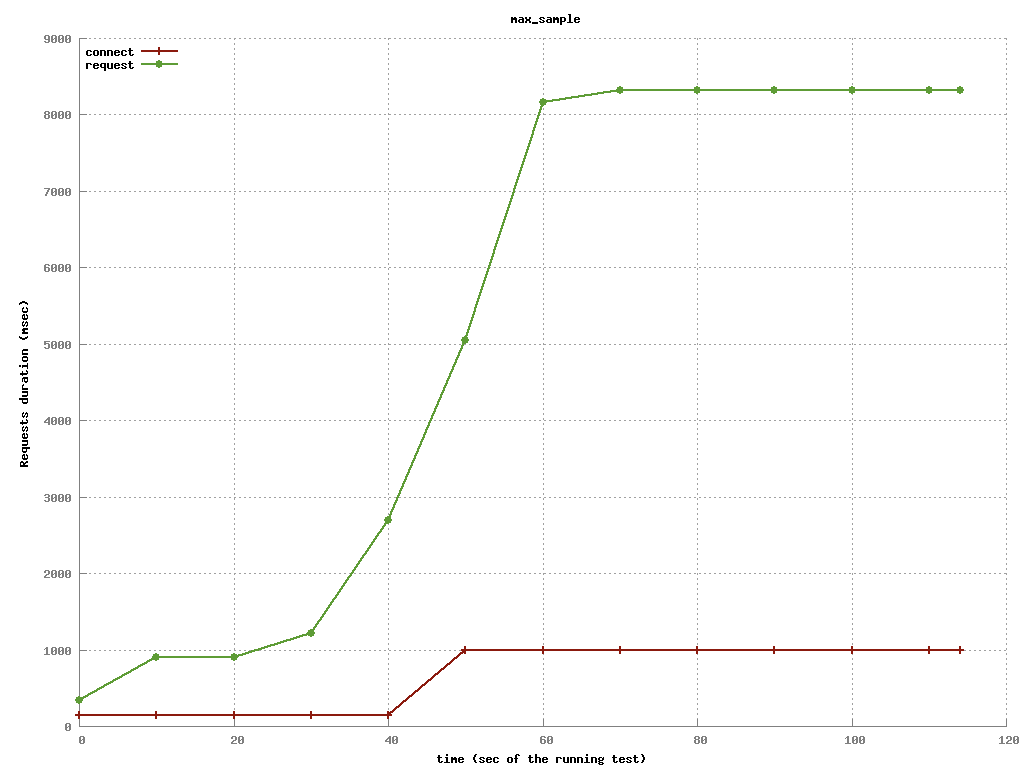 max_sample
9000
connect
request
8000
7000
6000
5000
4000
3000
2000
1000
0
Requests duration (msec)
0 20 40 60 80 100 120
time (sec of the running test)